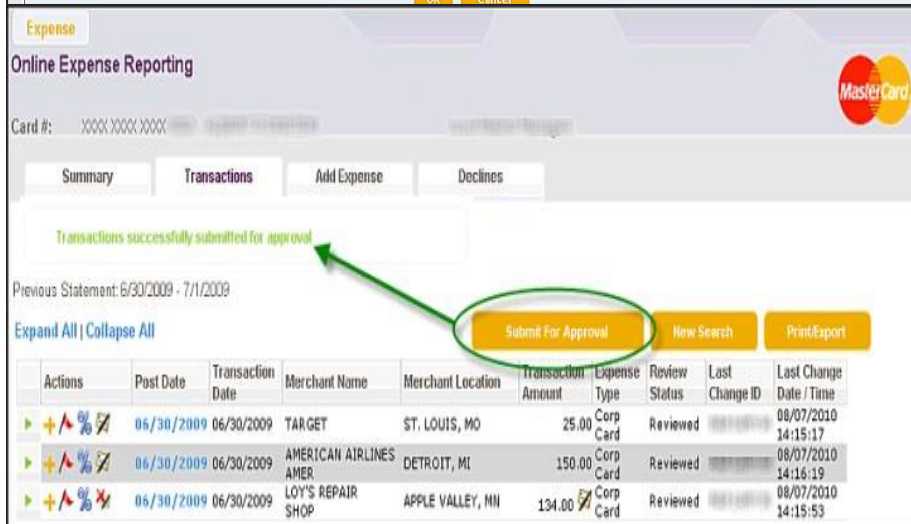 OK Cancel
Expense
Online Expense Reporting
MasterCard
Card #: XXXX XXXX XXXX
Summary Transactions Add Expense Declines
Transactions successfully submitted for approval
Previous Statement: 6/30/2009 - 7/1/2009
Expand All | Collapse All Submit For Approval New Search Print/Export
Actions Post Date Transaction Date Merchant Name Merchant Location Transaction Amount Expense Type Review Status Last Change ID Last Change Date / Time
06/30/2009 06/30/2009 TARGET ST. LOUIS, MO 25.00 Corp Card Reviewed 08/07/2010 14:15:17
06/30/2009 06/30/2009 AMERICAN AIRLINES AMER DETROIT, MI 150.00 Corp Card Reviewed 08/07/2010 14:16:19
06/30/2009 06/30/2009 LOY'S REPAIR SHOP APPLE VALLEY, MN 134.00 Corp Card Reviewed 08/07/2010 14:15:53